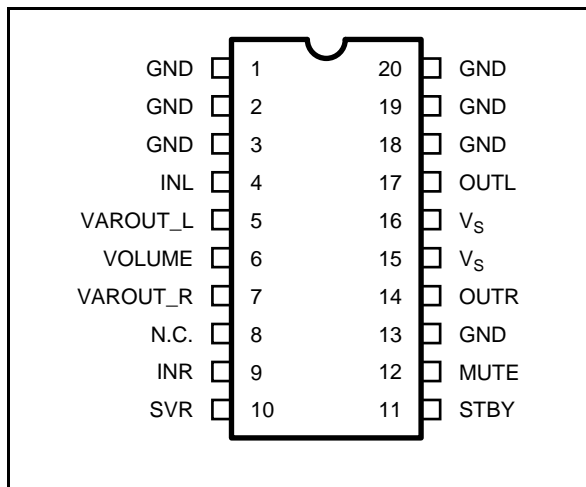 GND 1 20 GND
GND 2 19 GND
GND 3 18 GND
INL 4 17 OUTL
VAROUT_L 5 16 VS
VOLUME 6 15 VS
VAROUT_R 7 14 OUTR
N.C. 8 13 GND
INR 9 12 MUTE
SVR 10 11 STBY